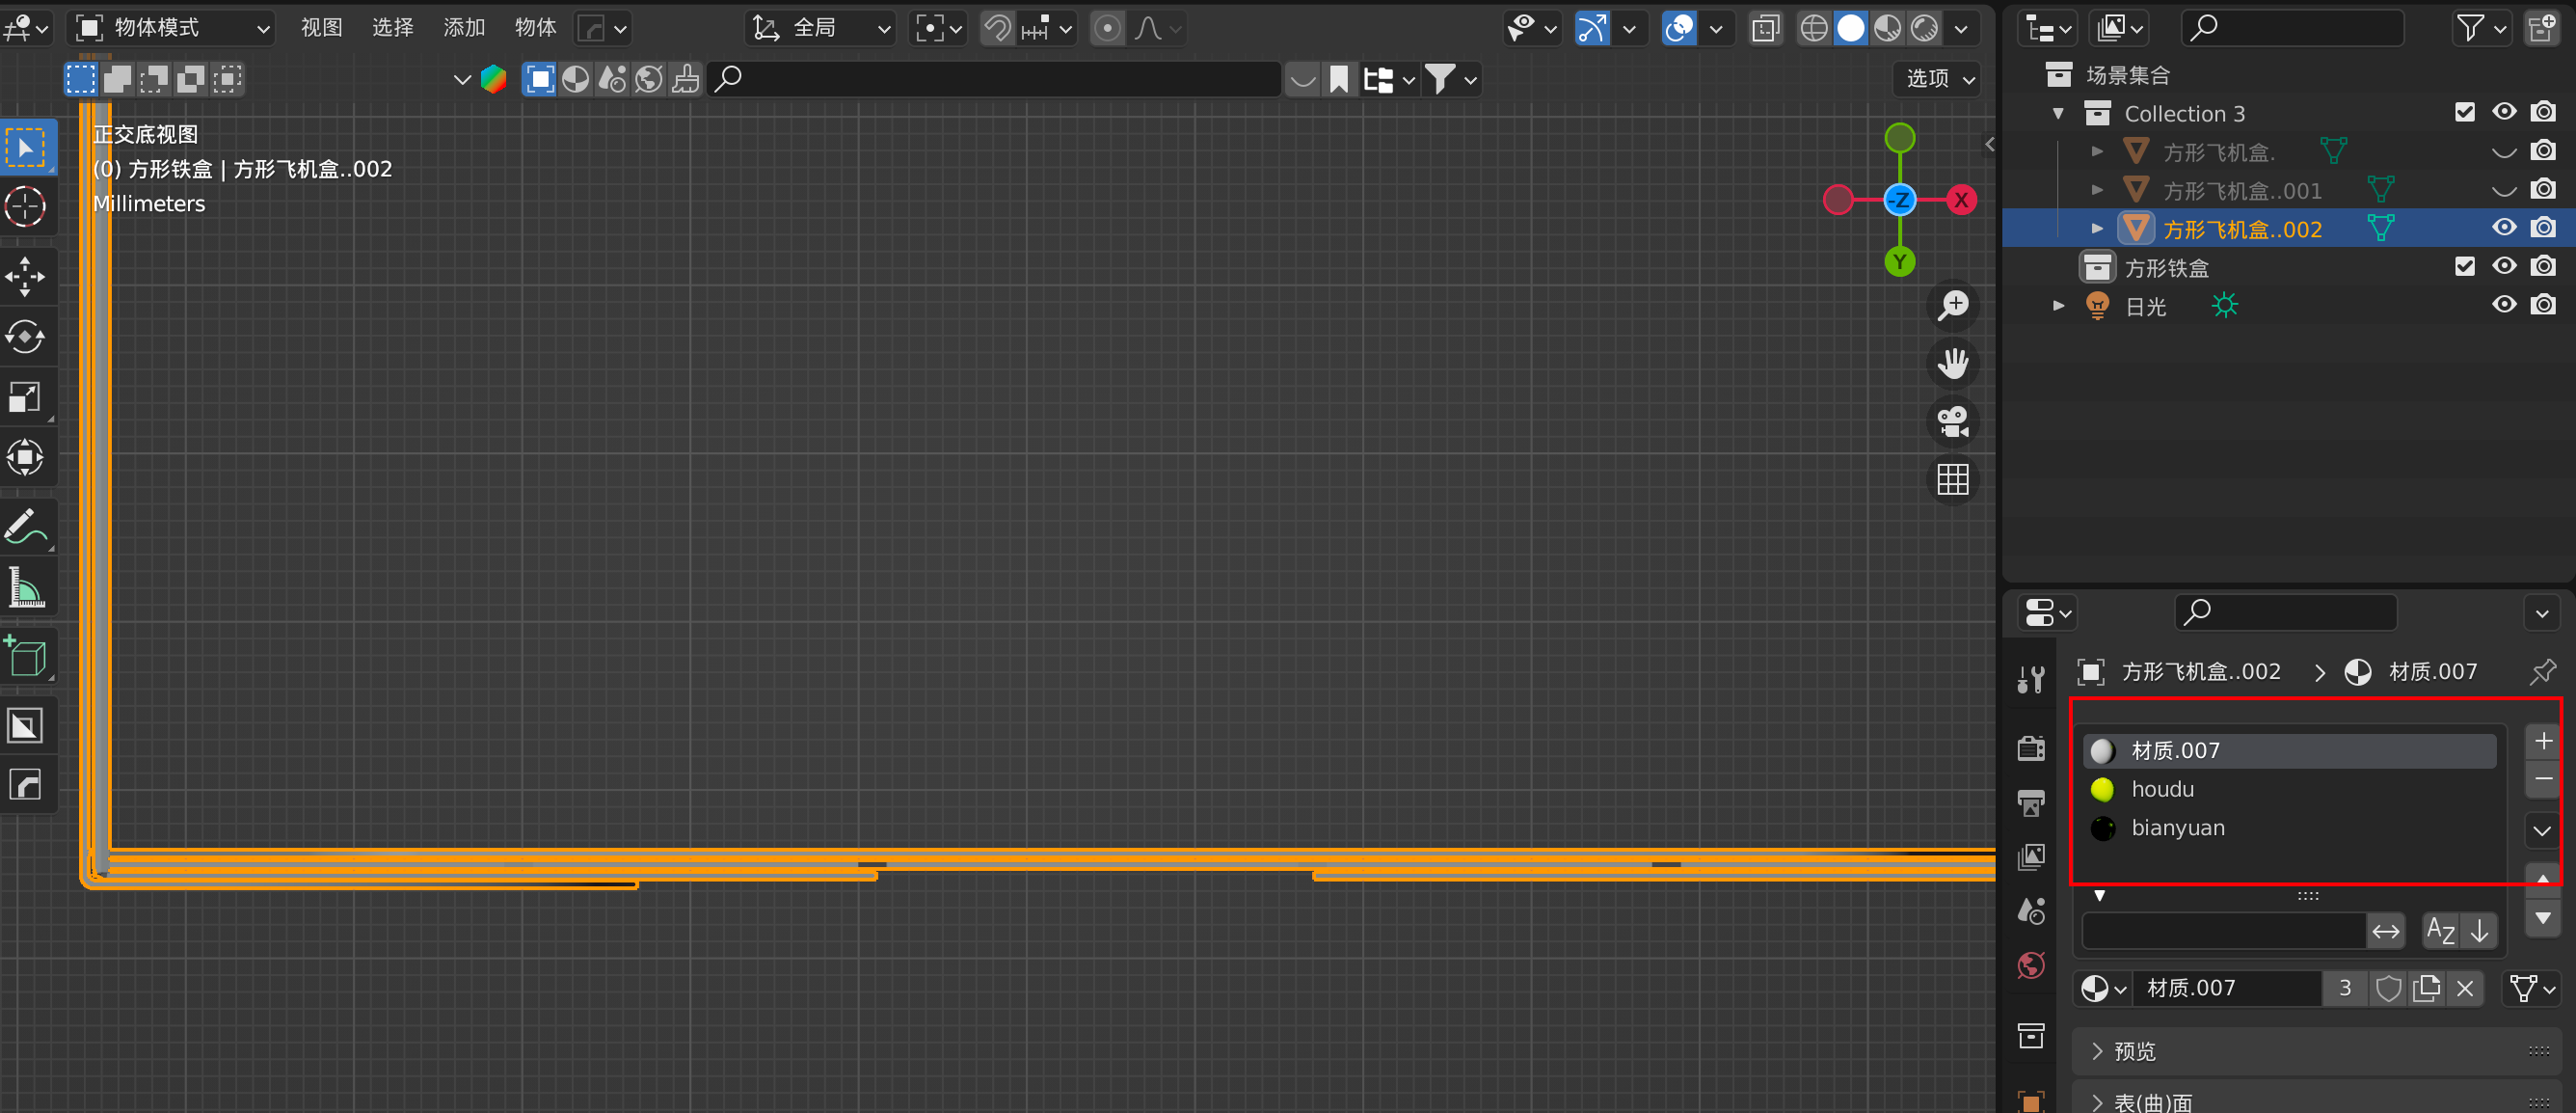 物体模式 视图 选择 添加 物体 全局
选项
正交底视图
(0) 方形铁盒 | 方形飞机盒..002
Millimeters
-Z X
Y
场景集合
Collection 3
方形飞机盒.
方形飞机盒..001
方形飞机盒..002
方形铁盒
日光
方形飞机盒..002 材质.007
材质.007
houdu
bianyuan
AZ
材质.007 3
预览
表(曲)面